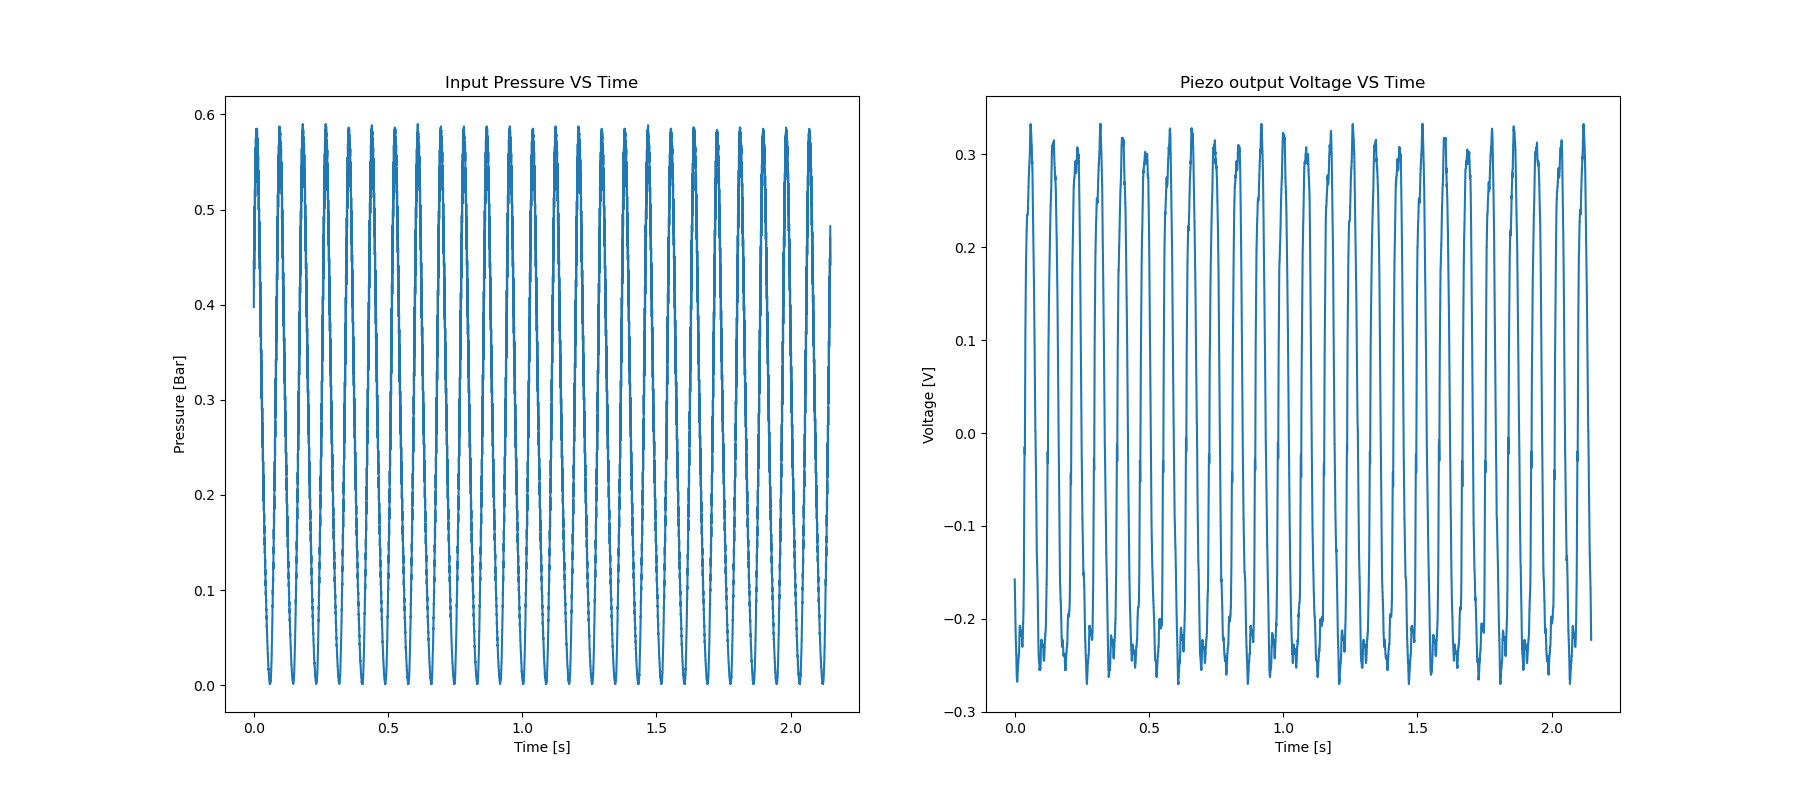 Input Pressure VS Time
0.6
0.5
0.4
0.3
0.2
0.1
0.0
Pressure [Bar]
0.0 0.5 1.0 1.5 2.0
Time [s]
Piezo output Voltage VS Time
0.3
0.2
0.1
0.0
−0.1
−0.2
−0.3
Voltage [V]
0.0 0.5 1.0 1.5 2.0
Time [s]